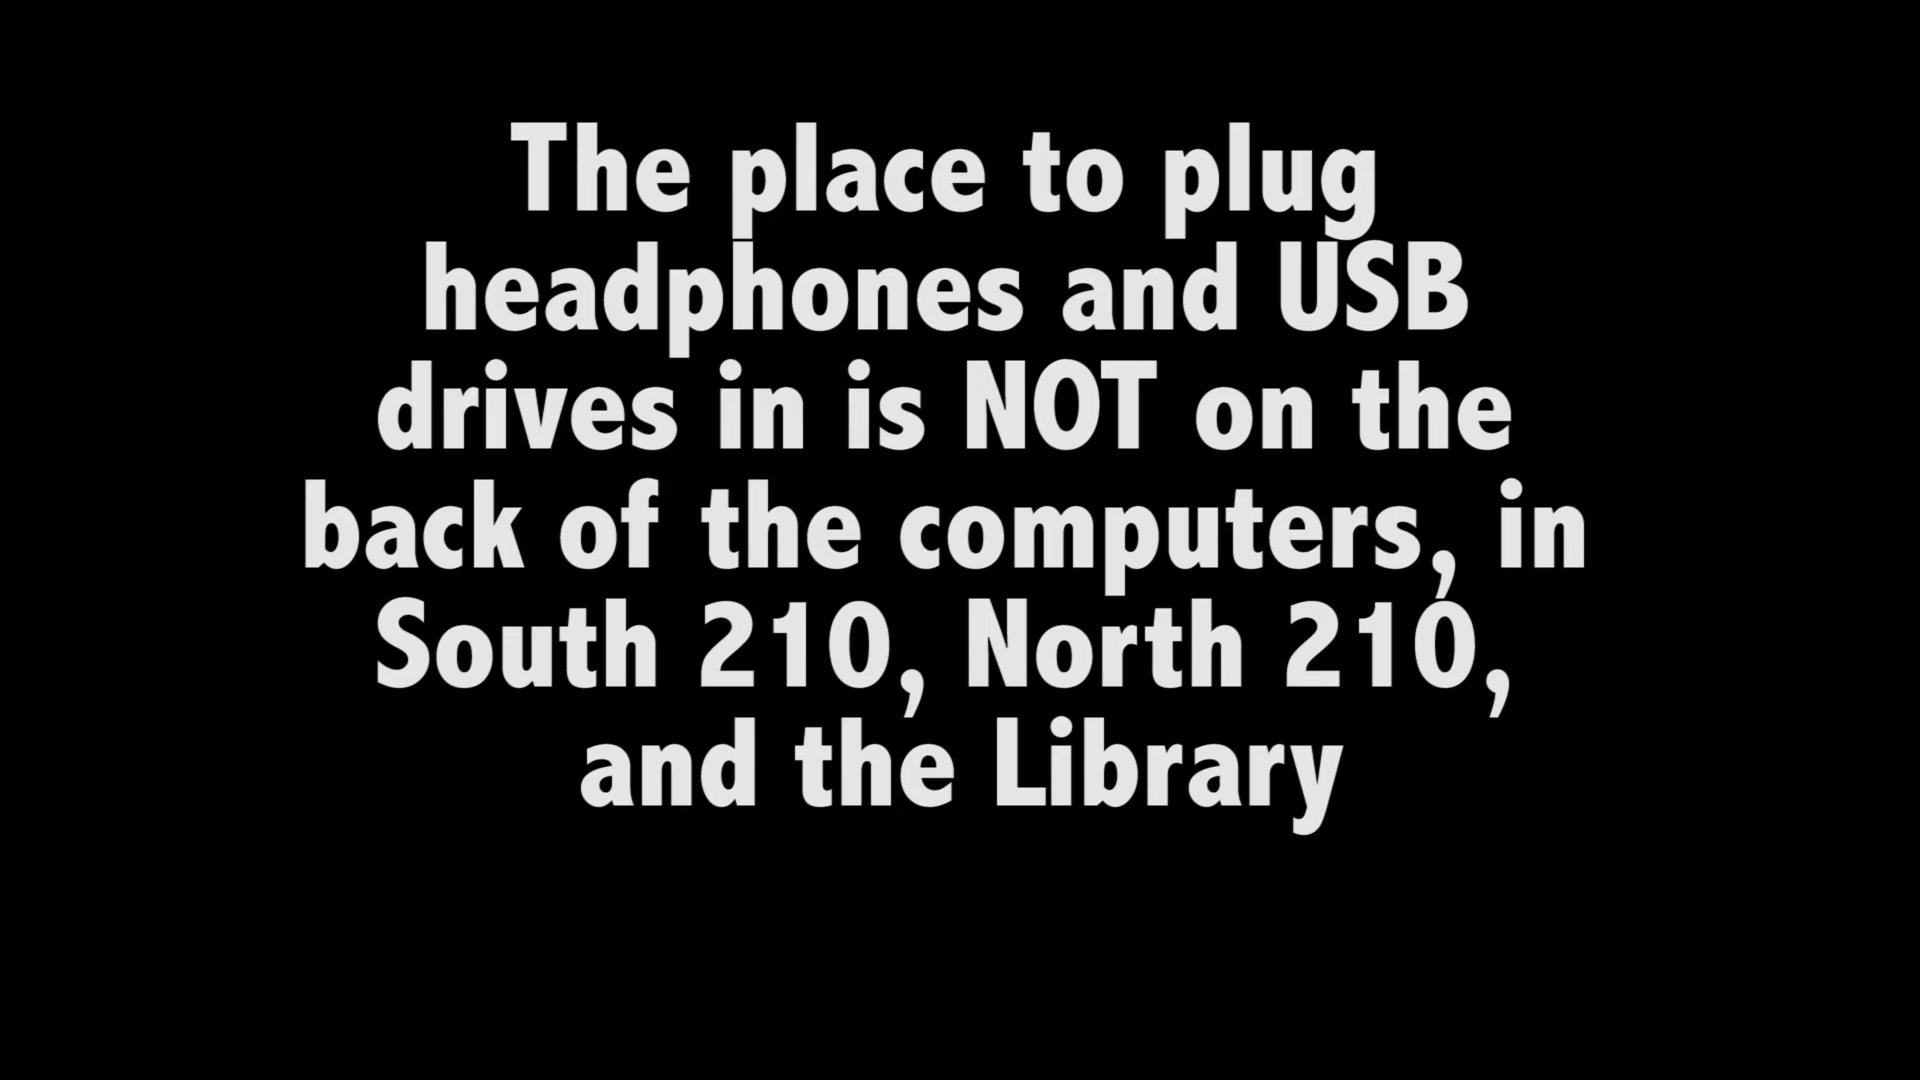 The place to plug
headphones and USB
drives in is NOT on the
back of the computers, in
South 210, North 210,
and the Library